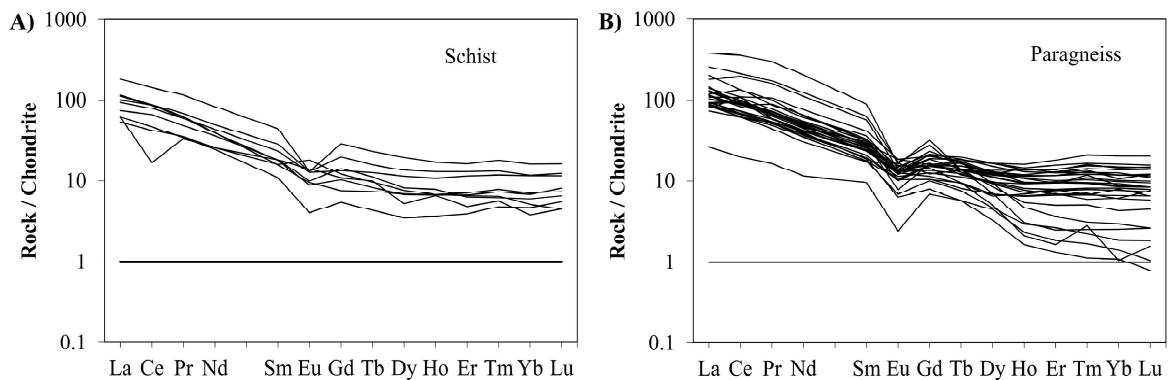 A)
Schist
Rock / Chondrite
1000
100
10
1
0.1
La Ce Pr Nd Sm Eu Gd Tb Dy Ho Er Tm Yb Lu
B)
Paragneiss
Rock / Chondrite
1000
100
10
1
0.1
La Ce Pr Nd Sm Eu Gd Tb Dy Ho Er Tm Yb Lu